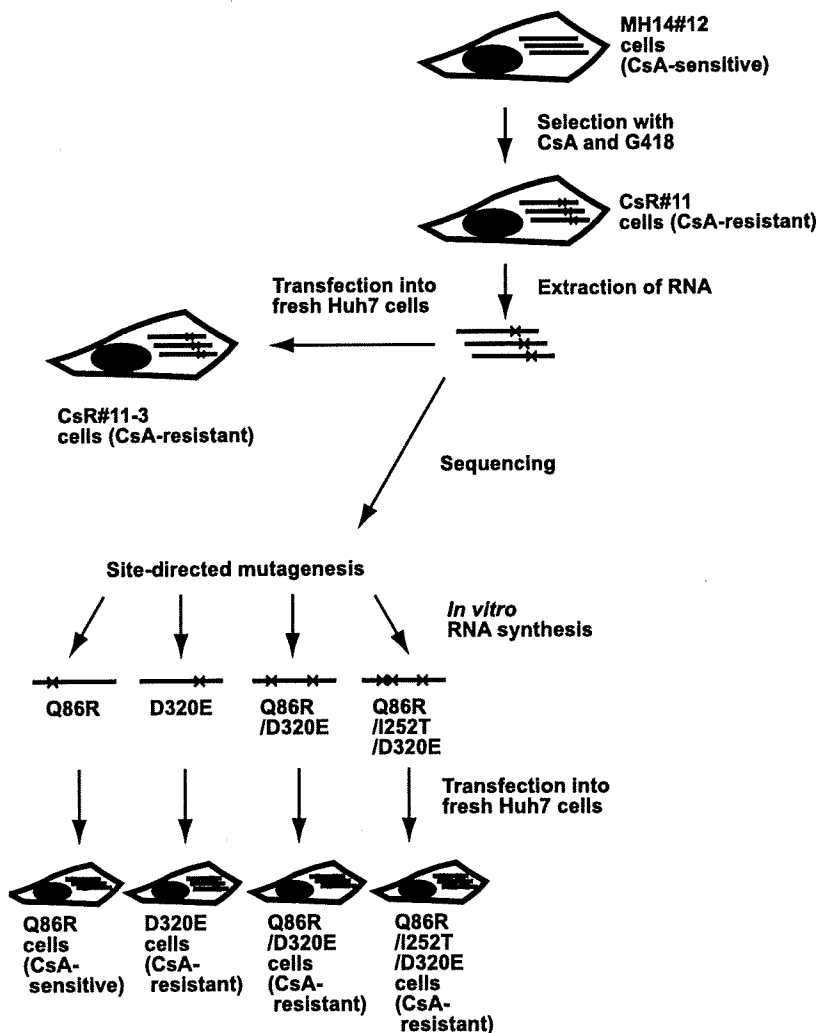 MH14#12
cells
(CsA-sensitive)
Selection with
CsA and G418
CsR#11
cells (CsA-resistant)
Transfection into
fresh Huh7 cells
Extraction of RNA
CsR#11-3
cells (CsA-resistant)
Sequencing
Site-directed mutagenesis
In vitro
RNA synthesis
Q86R
D320E
Q86R
/D320E
Q86R
/I252T
/D320E
Transfection into
fresh Huh7 cells
Q86R
cells
(CsA-
sensitive)
D320E
cells
(CsA-
resistant)
Q86R
/D320E
cells
(CsA-
resistant)
Q86R
/I252T
/D320E
cells
(CsA-
resistant)